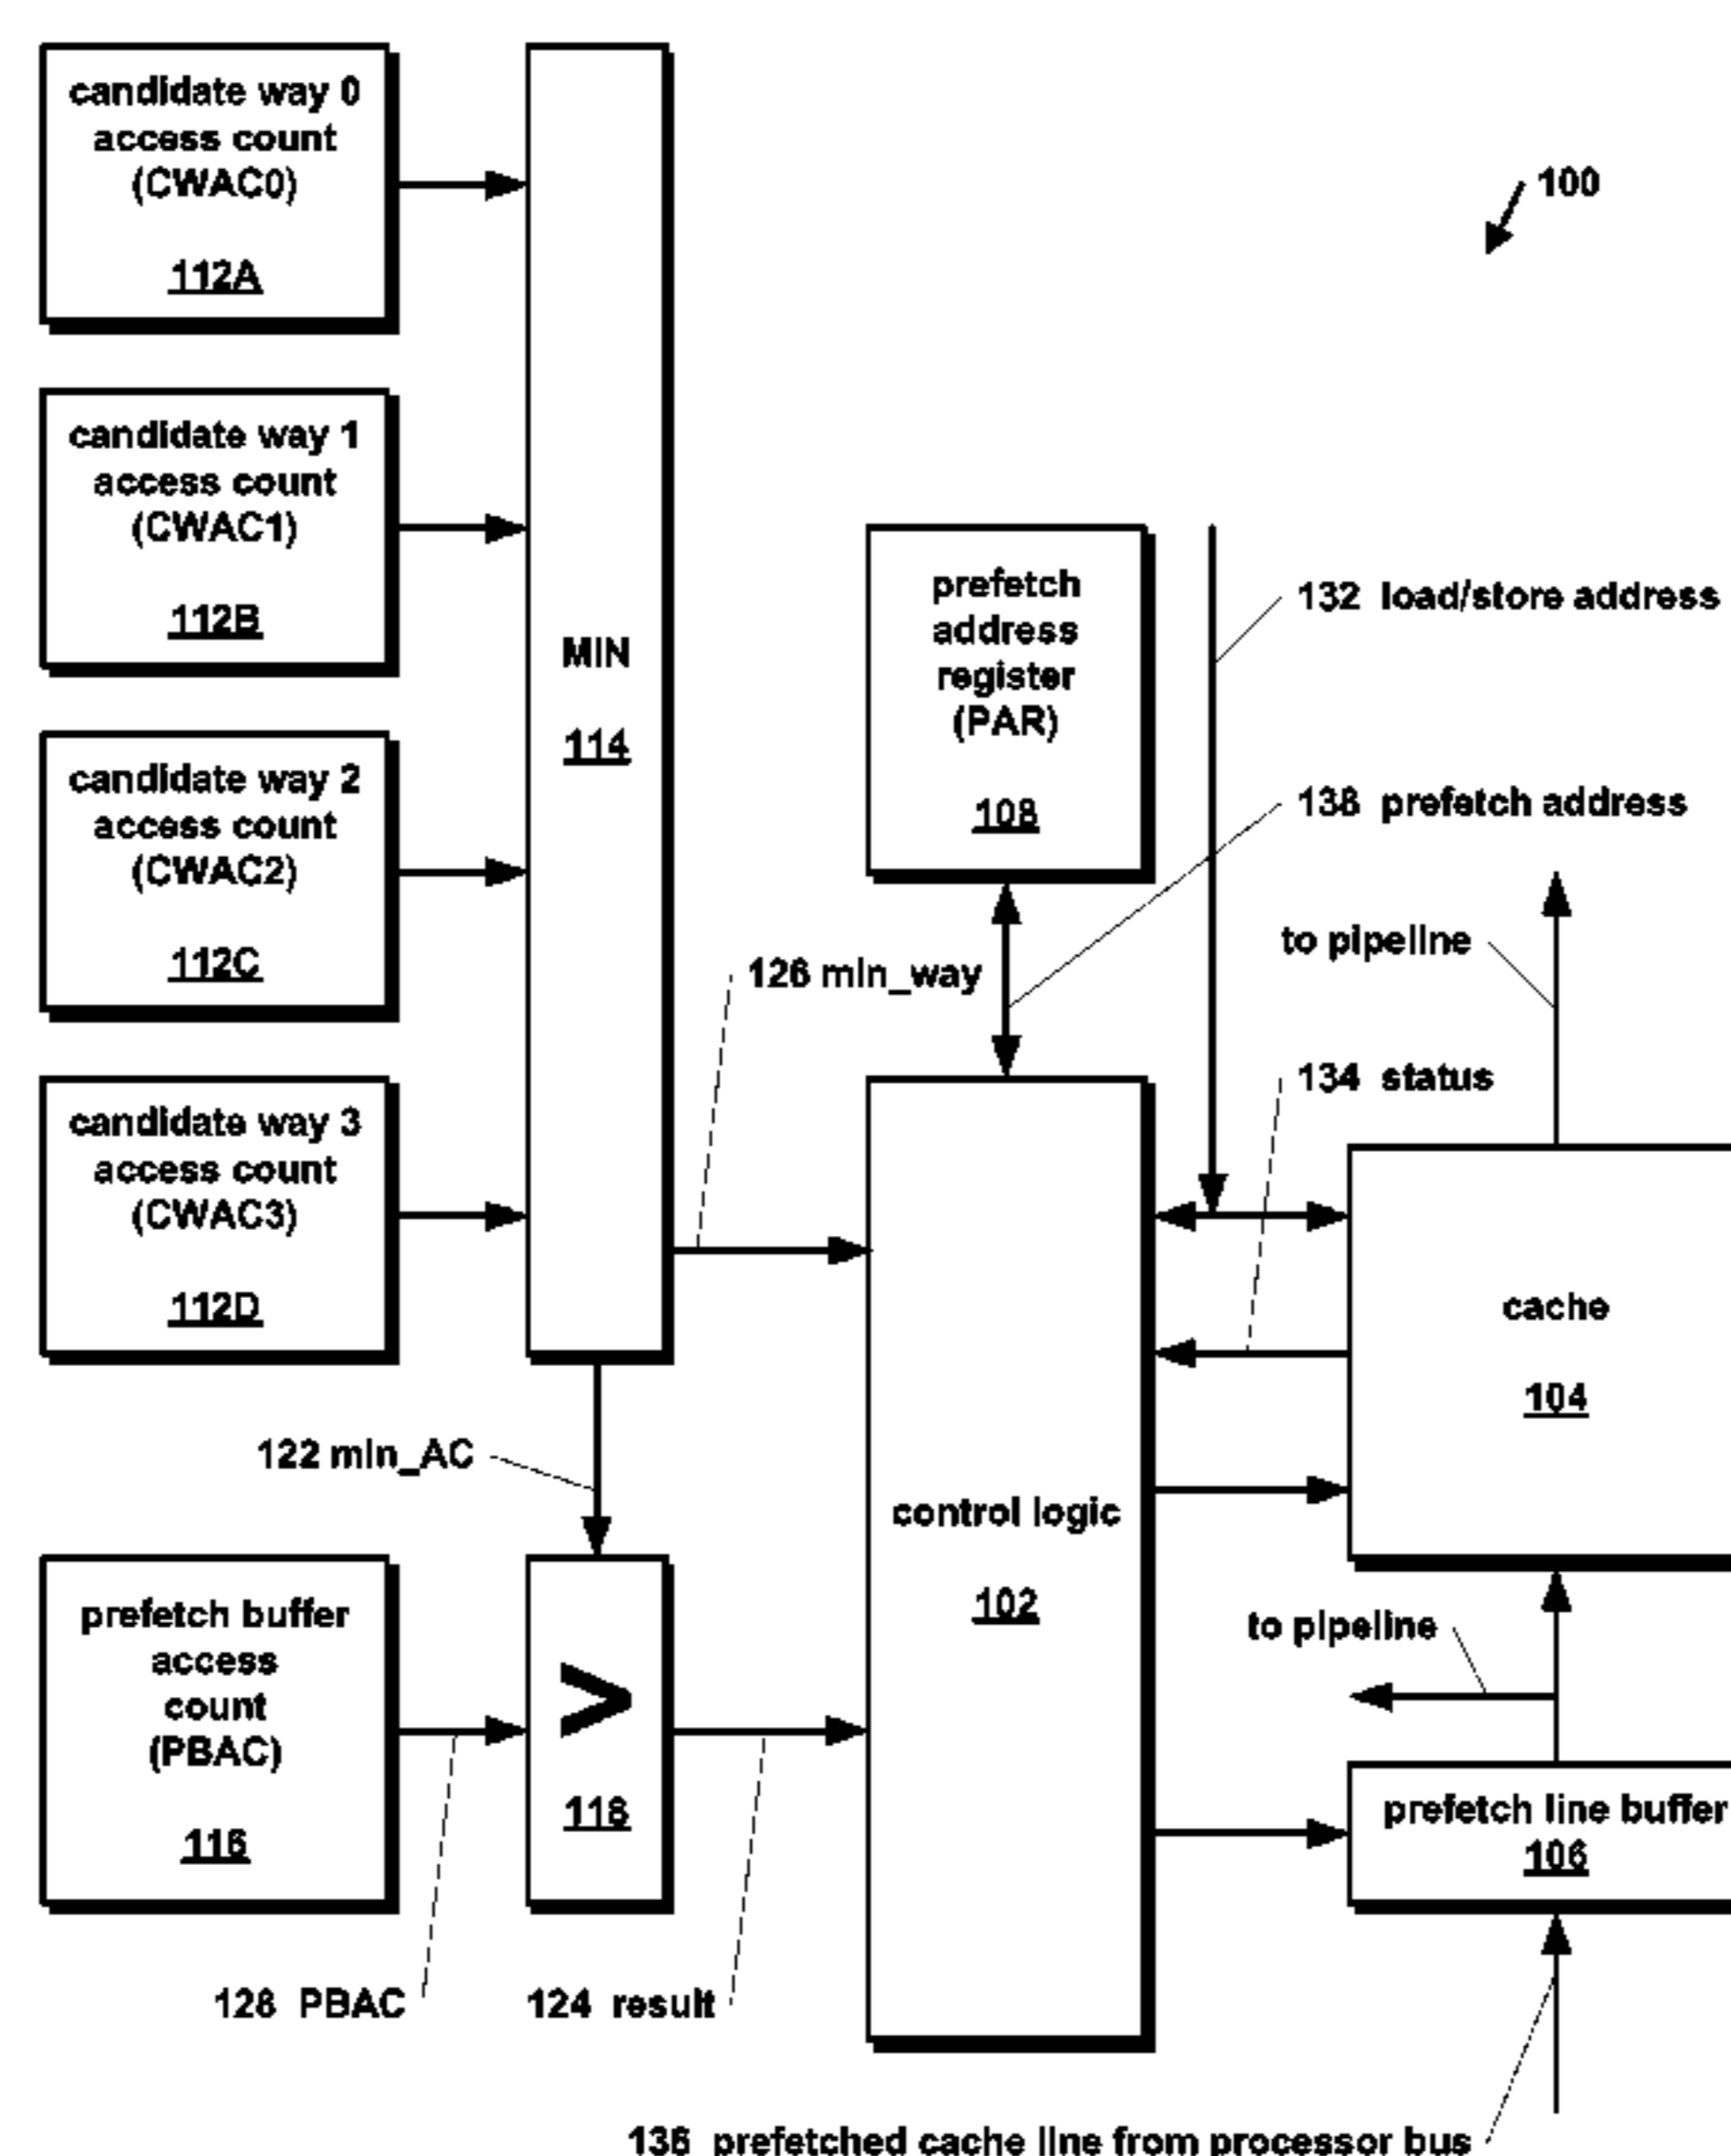 candidate way 0
access count
(CWAC0)
112A
candidate way 1
access count
(CWAC1)
112B
candidate way 2
access count
(CWAC2)
112C
candidate way 3
access count
(CWAC3)
112D
MIN
114
100
prefetch
address
register
(PAR)
108
132 load/store address
138 prefetch address
to pipeline
126 min_way
134 status
cache
104
122 min_AC
control logic
102
prefetch buffer
access
count
(PBAC)
116
>
118
to pipeline
prefetch line buffer
106
128 PBAC
124 result
136 prefetched cache line from processor bus